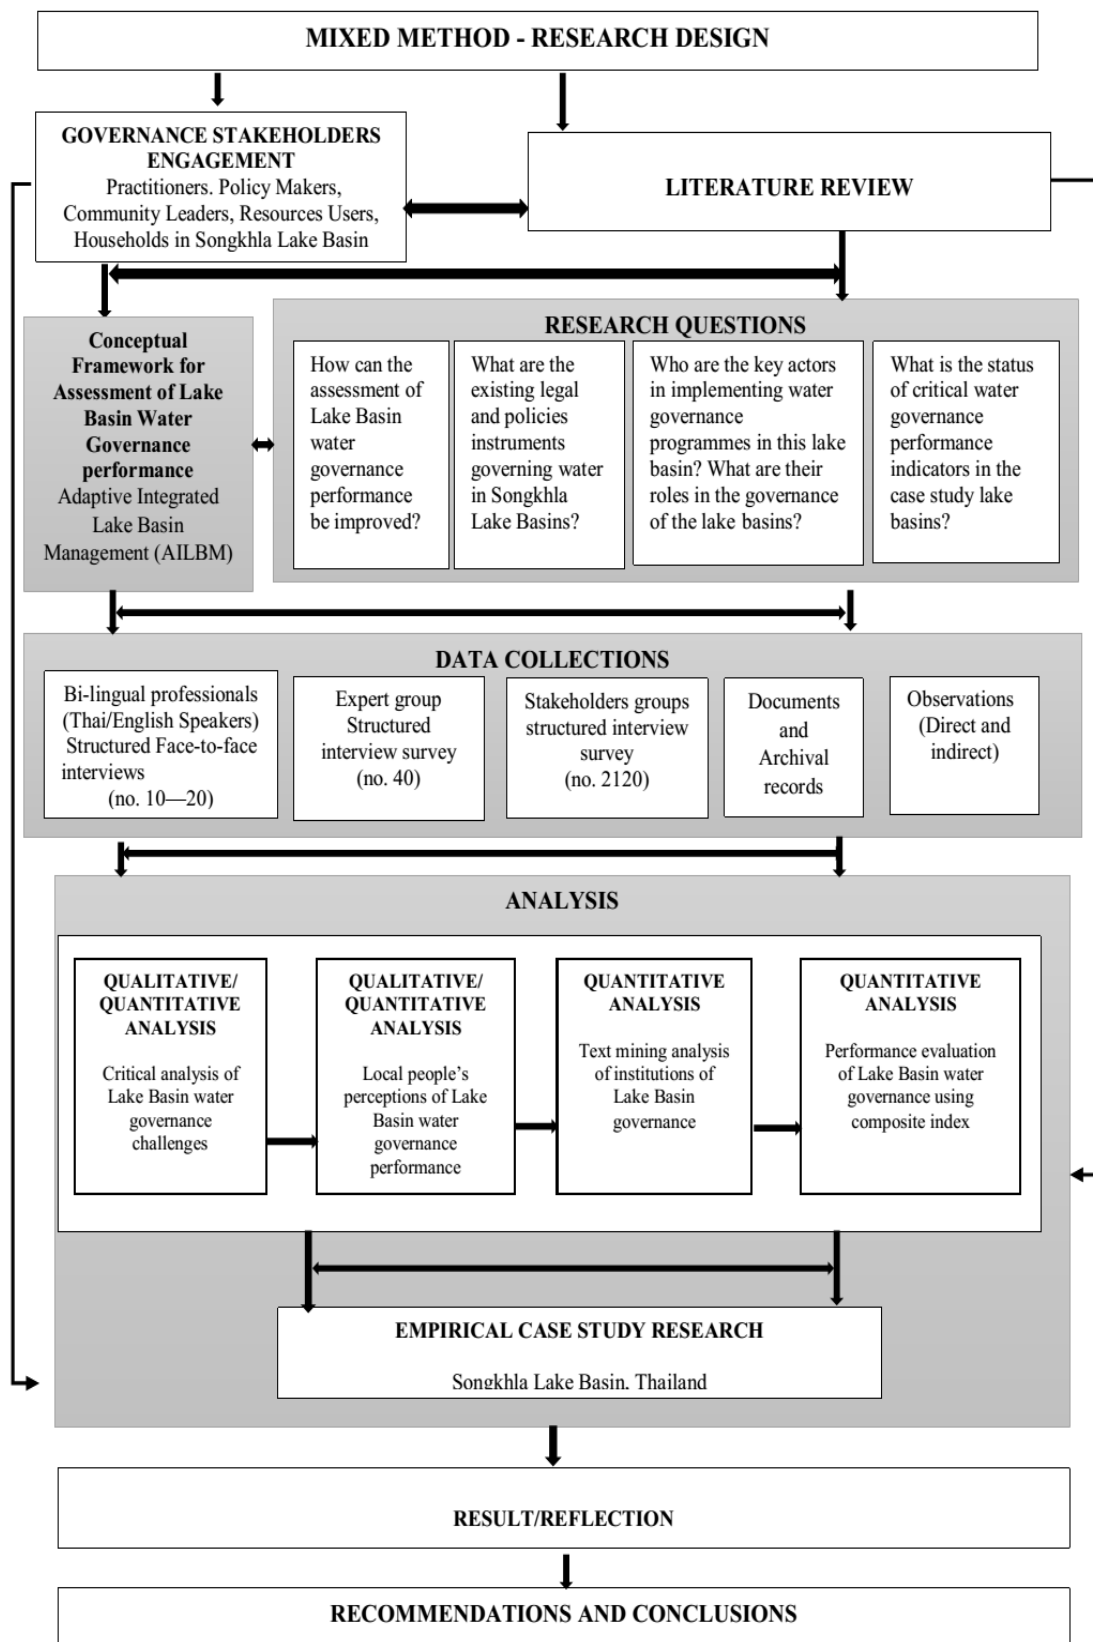 MIXED METHOD - RESEARCH DESIGN
GOVERNANCE STAKEHOLDERS
ENGAGEMENT
Practitioners. Policy Makers,
Community Leaders, Resources Users,
Households in Songkhla Lake Basin
LITERATURE REVIEW
Conceptual
Framework for
Assessment of Lake
Basin Water
Governance
performance
Adaptive Integrated
Lake Basin
Management (AILBM)
RESEARCH QUESTIONS
How can the
assessment of
Lake Basin
water
governance
performance
be improved?
What are the
existing legal
and policies
instruments
governing water
in Songkhla
Lake Basins?
Who are the key actors
in implementing water
governance
programmes in this lake
basin? What are their
roles in the governance
of the lake basins?
What is the status
of critical water
governance
performance
indicators in the
case study lake
basins?
DATA COLLECTIONS
Bi-lingual professionals
(Thai/English Speakers)
Structured Face-to-face
interviews
(no. 10—20)
Expert group
Structured
interview survey
(no. 40)
Stakeholders groups
structured interview
survey
(no. 2120)
Documents
and
Archival
records
Observations
(Direct and
indirect)
ANALYSIS
QUALITATIVE/
QUANTITATIVE
ANALYSIS
Critical analysis of
Lake Basin water
governance
challenges
QUALITATIVE/
QUANTITATIVE
ANALYSIS
Local people's
perceptions of Lake
Basin water
governance
performance
QUANTITATIVE
ANALYSIS
Text mining analysis
of institutions of
Lake Basin
governance
QUANTITATIVE
ANALYSIS
Performance evaluation
of Lake Basin water
governance using
composite index
EMPIRICAL CASE STUDY RESEARCH
Songkhla Lake Basin, Thailand
RESULT/REFLECTION
RECOMMENDATIONS AND CONCLUSIONS